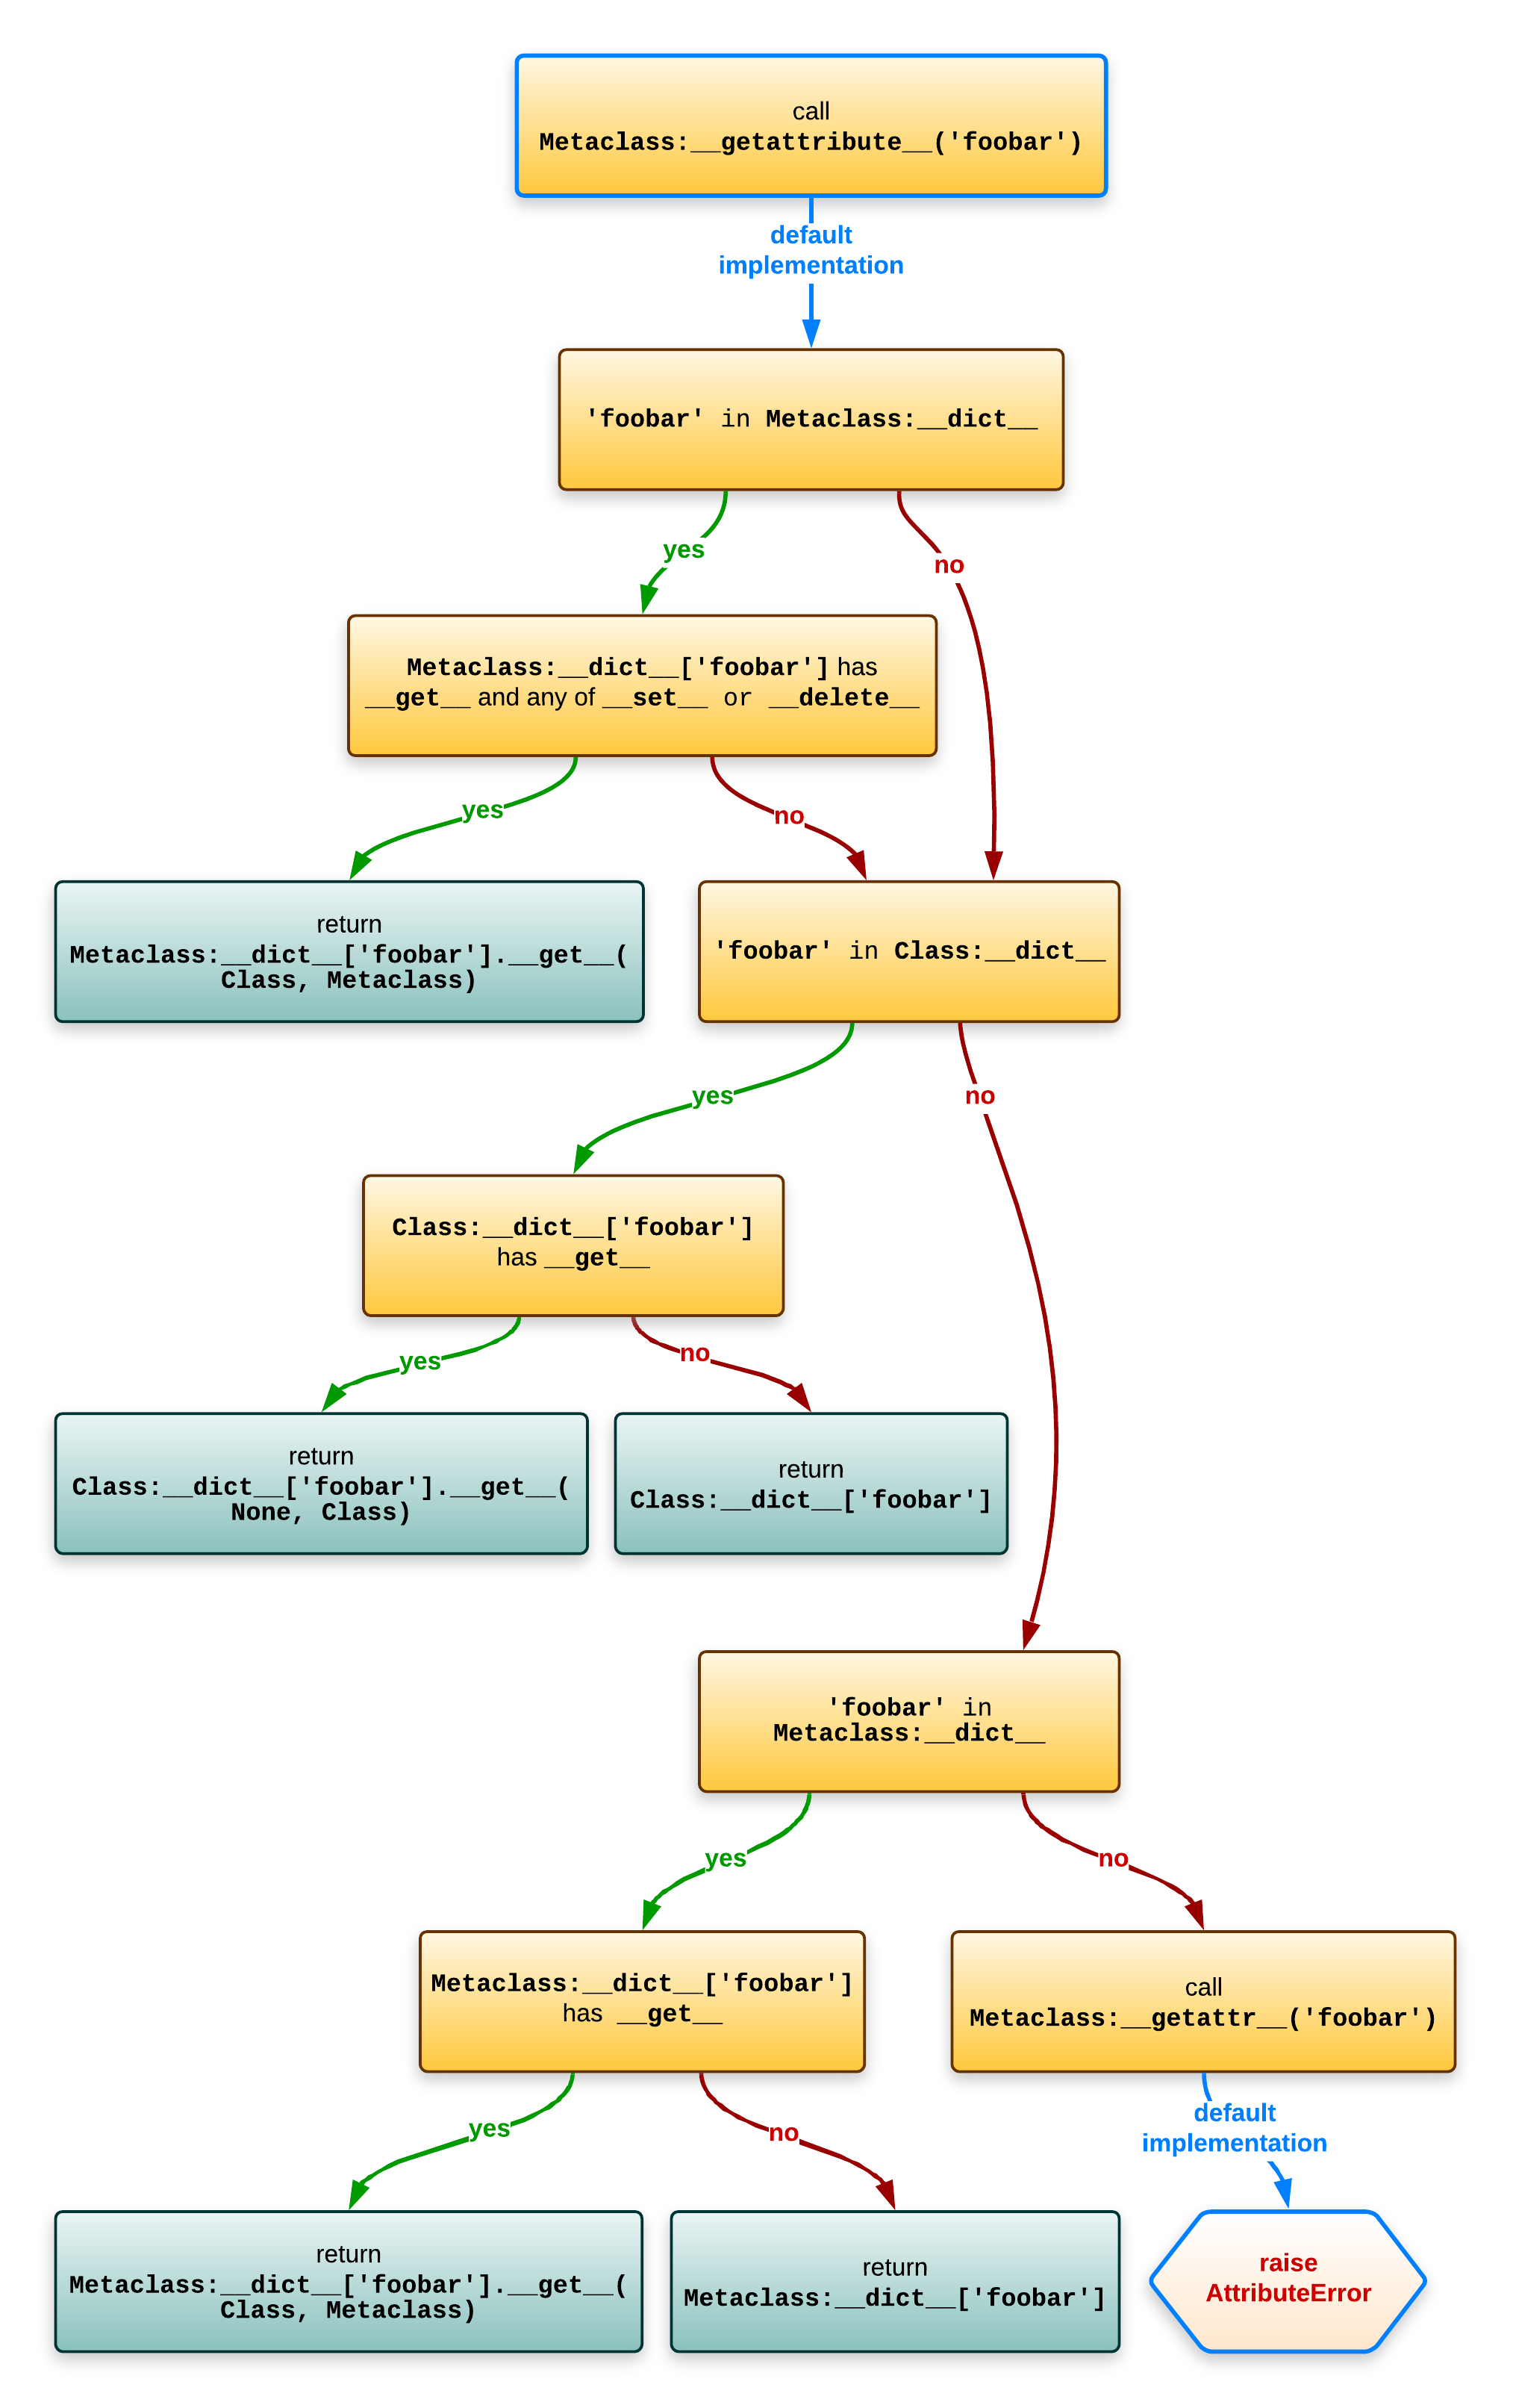 call
Metaclass:__getattribute__('foobar')
default
implementation
'foobar' in Metaclass:__dict__
yes
no
Metaclass:__dict__['foobar'] has
__get__ and any of __set__ or __delete__
yes
no
return
Metaclass:__dict__['foobar'].__get__(
Class, Metaclass)
'foobar' in Class:__dict__
yes
no
Class:__dict__['foobar']
has __get__
yes
no
return
Class:__dict__['foobar'].__get__(
None, Class)
return
Class:__dict__['foobar']
'foobar' in
Metaclass:__dict__
yes
no
Metaclass:__dict__['foobar']
has __get__
call
Metaclass:__getattr__('foobar')
yes
no
default
implementation
return
Metaclass:__dict__['foobar'].__get__(
Class, Metaclass)
return
Metaclass:__dict__['foobar']
raise
AttributeError